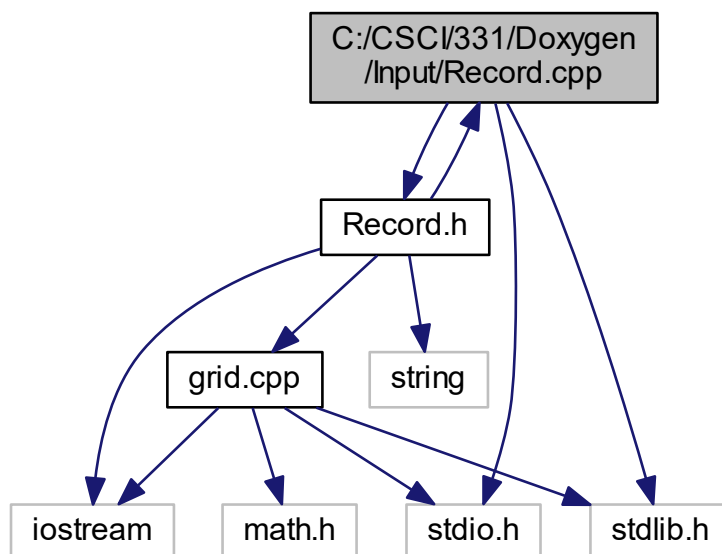 C:/CSCI/331/Doxygen
/Input/Record.cpp
Record.h
grid.cpp
string
iostream
math.h
stdio.h
stdlib.h